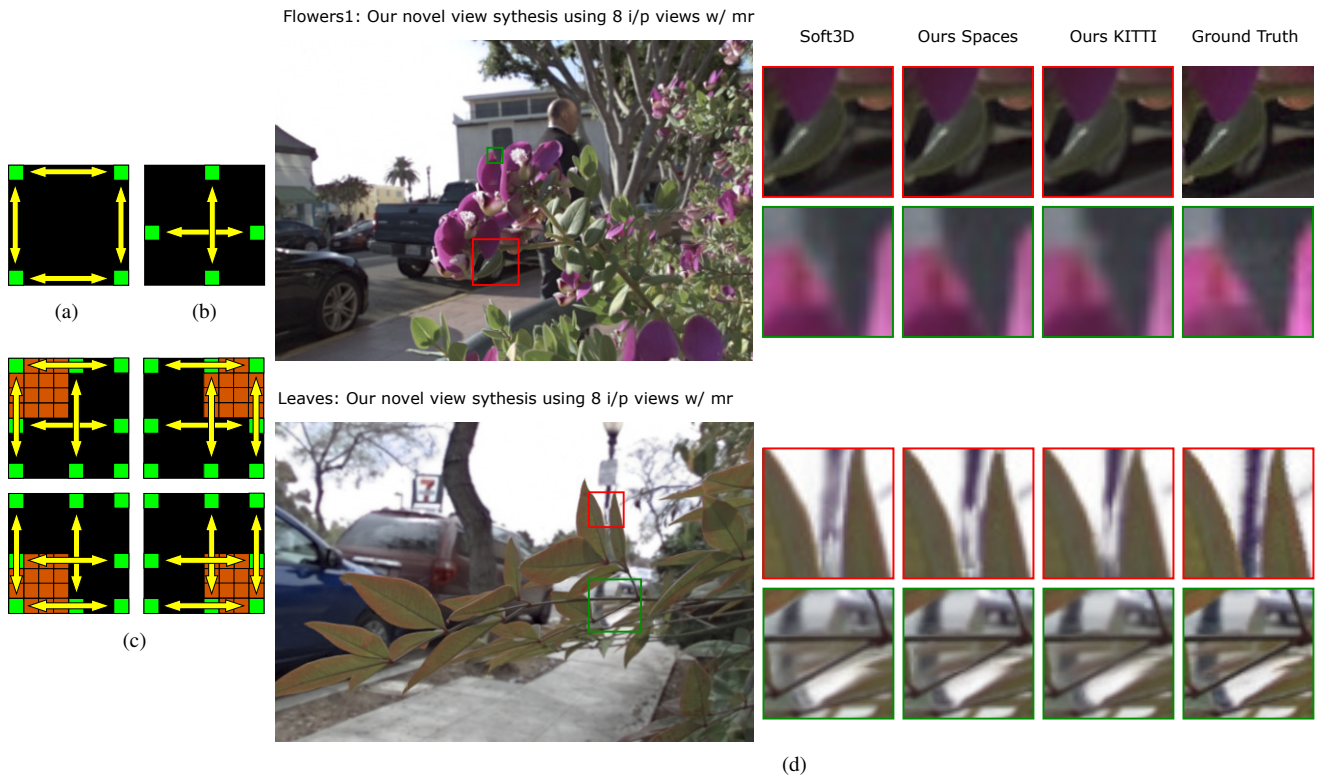 Flowers1: Our novel view sythesis using 8 i/p views w/ mr
Soft3D
Ours Spaces
Ours KITTI
Ground Truth
(a)
(b)
Leaves: Our novel view sythesis using 8 i/p views w/ mr
7
(c)
(d)